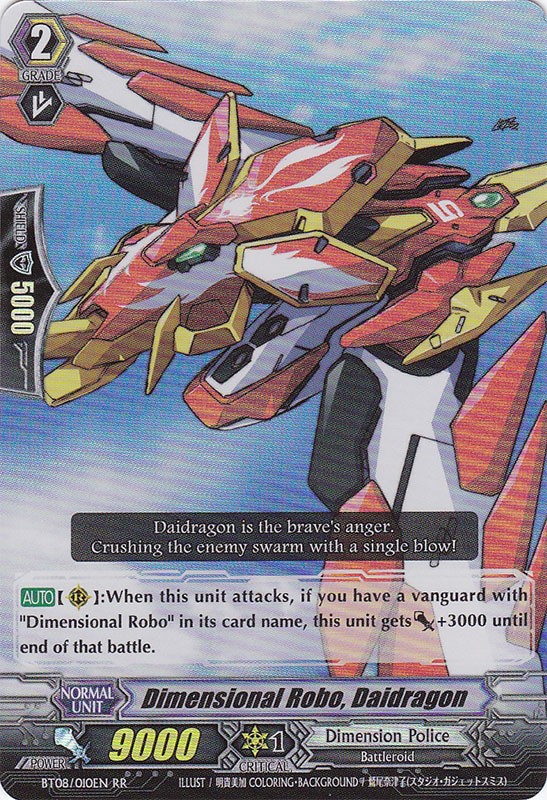 2
GRADE
SHIELD
5000
5
Daidragon is the brave's anger.
Crushing the enemy swarm with a single blow!
AUTO【 R 】:When this unit attacks, if you have a vanguard with
"Dimensional Robo" in its card name, this unit gets +3000 until
end of that battle.
NORMAL
UNIT
Dimensional Robo, Daidragon
POWER
9000
1
CRITICAL
Dimension Police
Battleroid
BT08/010EN RR
ILLUST / 明貴美加 COLORING・BACKGROUND / 鷲尾奈津子(スタジオ・ガジェットスミス)